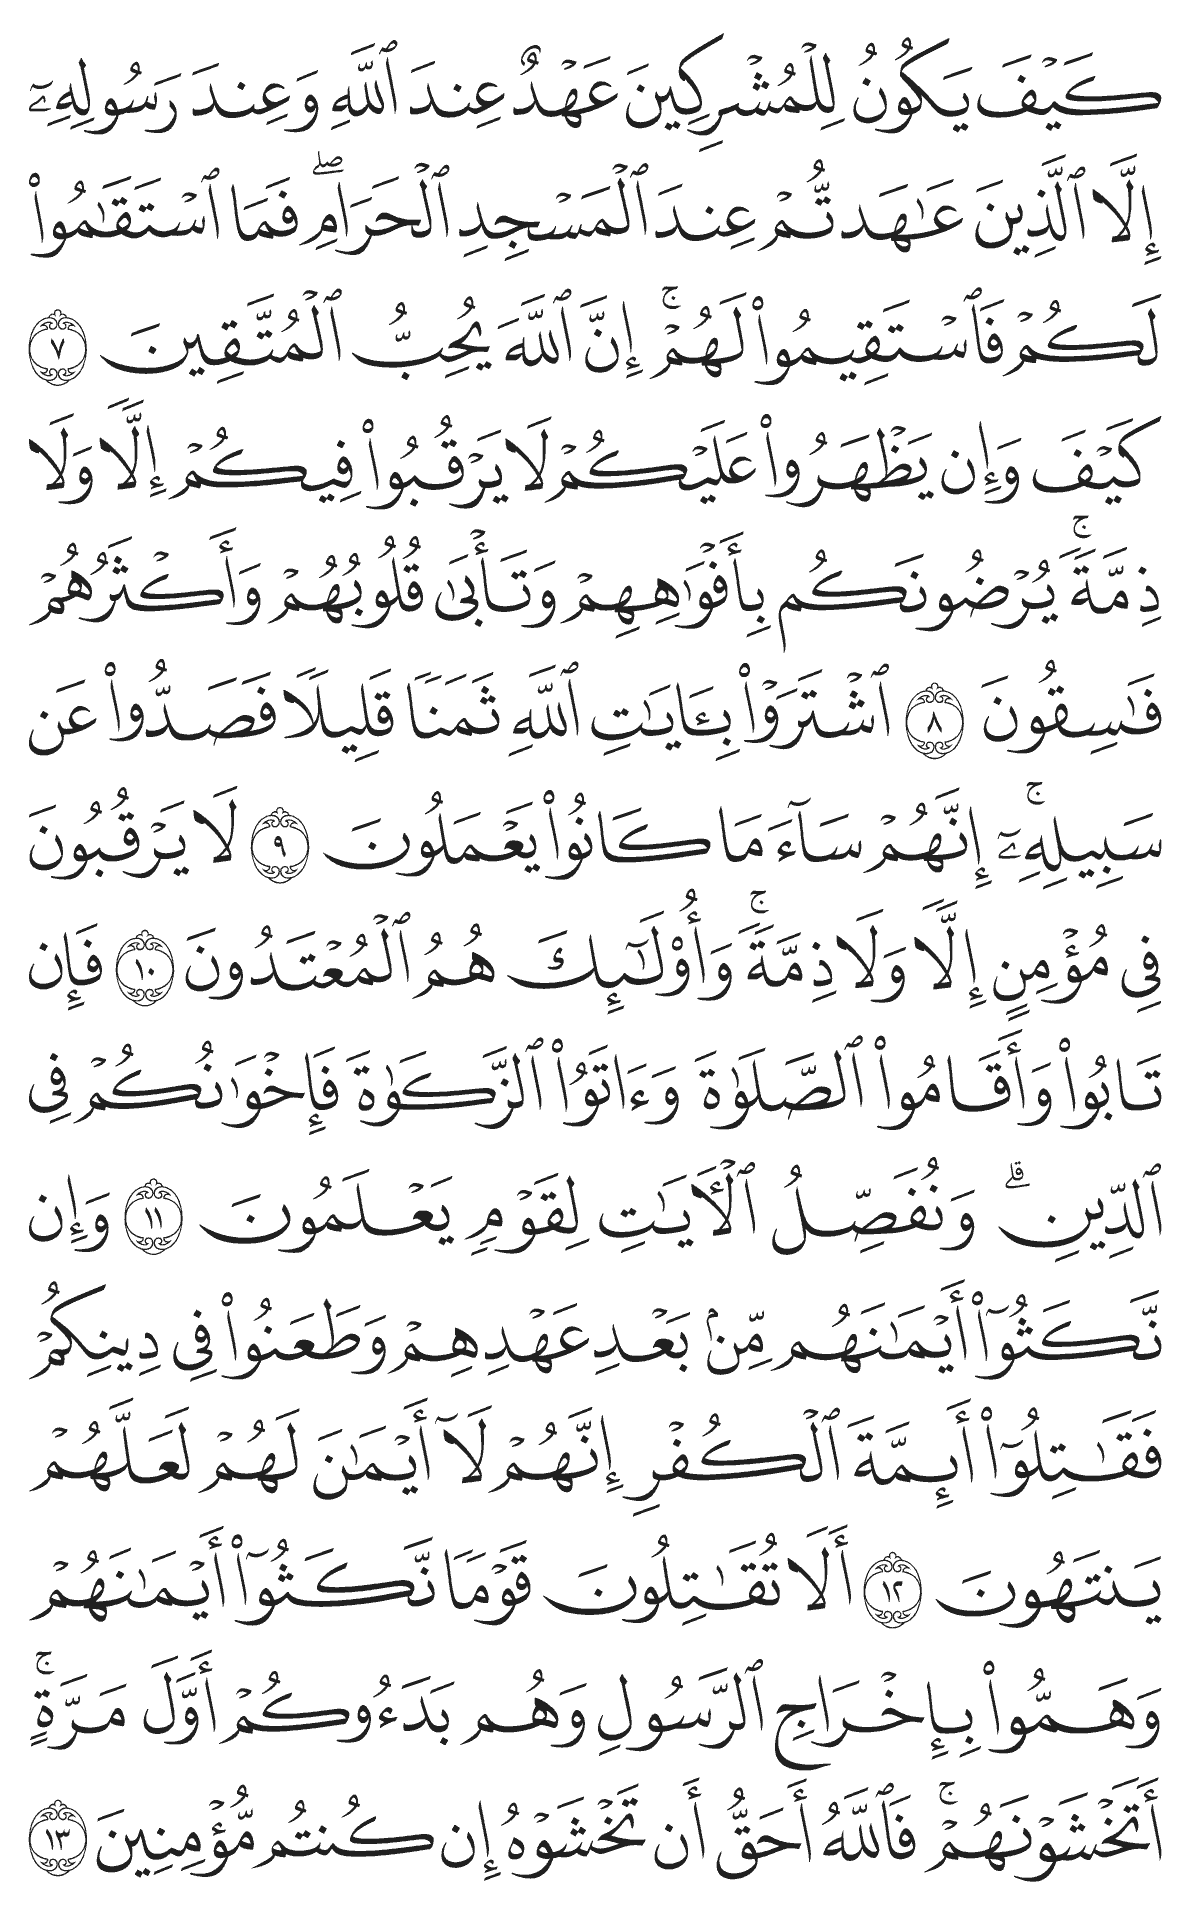 كَيْفَ يَكُونُ لِلْمُشْرِكِينَ عَهْدٌ عِندَ ٱللَّهِ وَعِندَ رَسُولِهِۦٓ
إِلَّا ٱلَّذِينَ عَـٰهَدتُّمْ عِندَ ٱلْمَسْجِدِ ٱلْحَرَامِ ۖ فَمَا ٱسْتَقَـٰمُوا۟
لَكُمْ فَٱسْتَقِيمُوا۟ لَهُمْ ۚ إِنَّ ٱللَّهَ يُحِبُّ ٱلْمُتَّقِينَ ٧
كَيْفَ وَإِن يَظْهَرُوا۟ عَلَيْكُمْ لَا يَرْقُبُوا۟ فِيكُمْ إِلًّا وَلَا
ذِمَّةً ۚ يُرْضُونَكُم بِأَفْوَٰهِهِمْ وَتَأْبَىٰ قُلُوبُهُمْ وَأَكْثَرُهُمْ
فَـٰسِقُونَ ٨ ٱشْتَرَوْا۟ بِـَٔايَـٰتِ ٱللَّهِ ثَمَنًا قَلِيلًا فَصَدُّوا۟ عَن
سَبِيلِهِۦٓ ۚ إِنَّهُمْ سَآءَ مَا كَانُوا۟ يَعْمَلُونَ ٩ لَا يَرْقُبُونَ
فِى مُؤْمِنٍ إِلًّا وَلَا ذِمَّةً ۚ وَأُو۟لَـٰٓئِكَ هُمُ ٱلْمُعْتَدُونَ ١٠ فَإِن
تَابُوا۟ وَأَقَامُوا۟ ٱلصَّلَوٰةَ وَءَاتَوُا۟ ٱلزَّكَوٰةَ فَإِخْوَٰنُكُمْ فِى
ٱلدِّينِ ۗ وَنُفَصِّلُ ٱلْـَٔايَـٰتِ لِقَوْمٍ يَعْلَمُونَ ١١ وَإِن
نَّكَثُوٓا۟ أَيْمَـٰنَهُم مِّنۢ بَعْدِ عَهْدِهِمْ وَطَعَنُوا۟ فِى دِينِكُمْ
فَقَـٰتِلُوٓا۟ أَئِمَّةَ ٱلْكُفْرِ إِنَّهُمْ لَآ أَيْمَـٰنَ لَهُمْ لَعَلَّهُمْ
يَنتَهُونَ ١٢ أَلَا تُقَـٰتِلُونَ قَوْمًا نَّكَثُوٓا۟ أَيْمَـٰنَهُمْ
وَهَمُّوا۟ بِإِخْرَاجِ ٱلرَّسُولِ وَهُم بَدَءُوكُمْ أَوَّلَ مَرَّةٍ ۚ
أَتَخْشَوْنَهُمْ ۚ فَٱللَّهُ أَحَقُّ أَن تَخْشَوْهُ إِن كُنتُم مُّؤْمِنِينَ ١٣